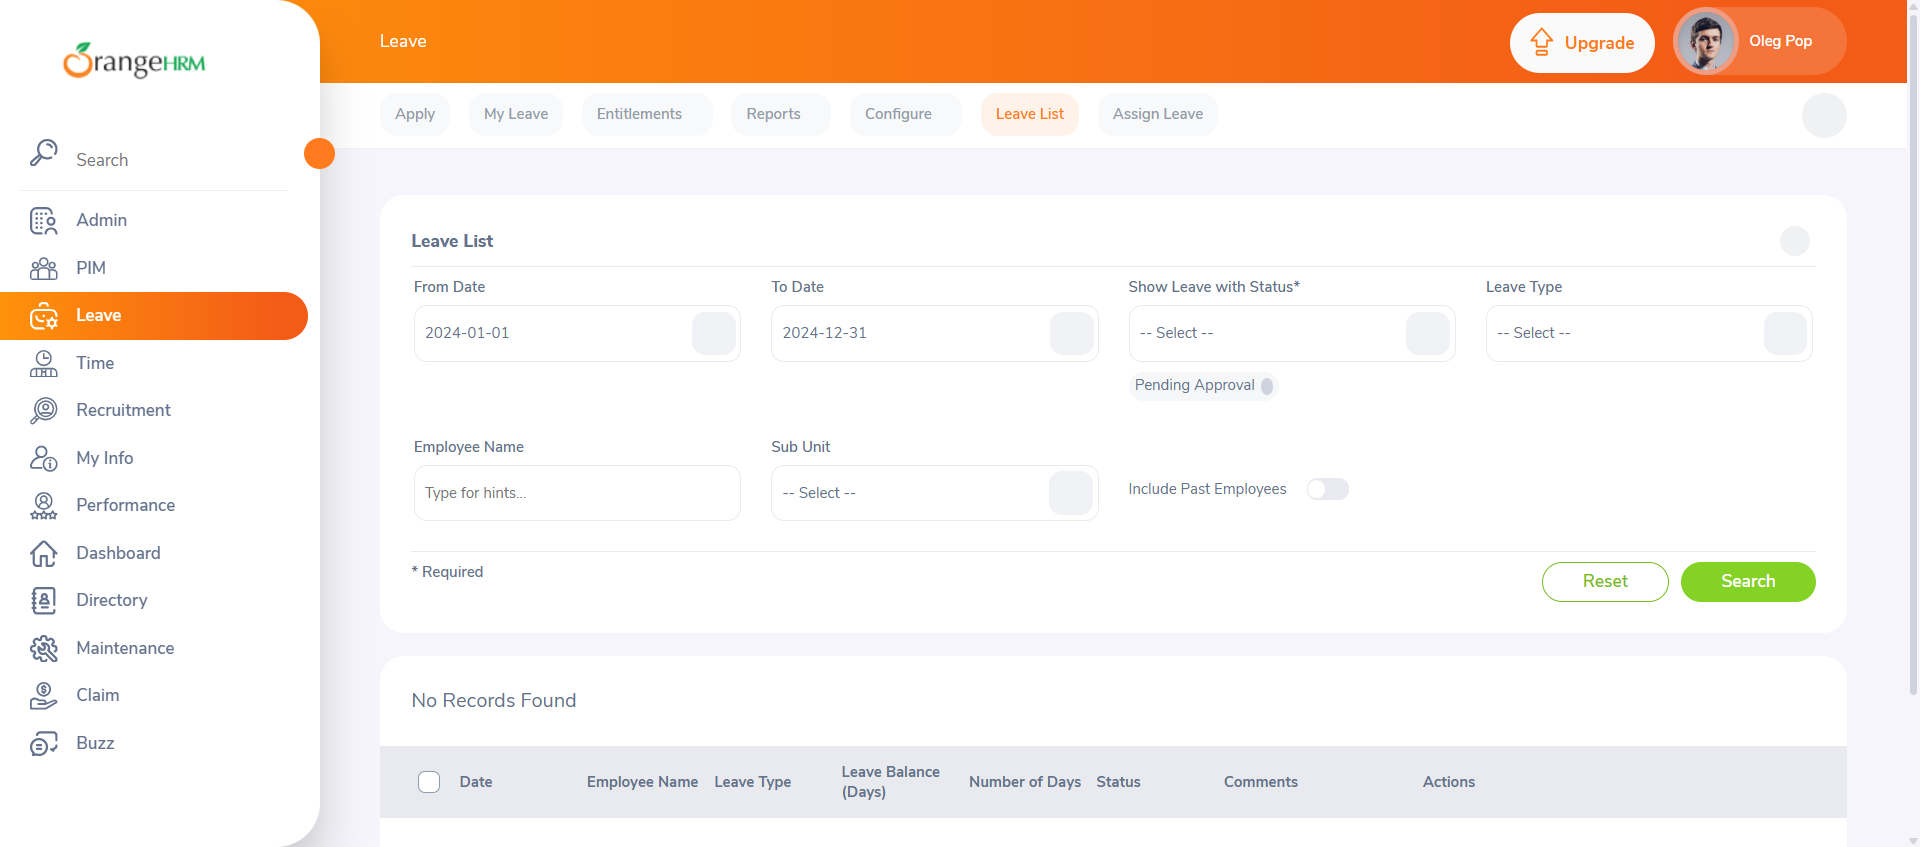 OrangeHRM
Leave
Upgrade
Oleg Pop
Apply
My Leave
Entitlements
Reports
Configure
Leave List
Assign Leave
Search
Admin
PIM
Leave
Time
Recruitment
My Info
Performance
Dashboard
Directory
Maintenance
Claim
Buzz
Leave List
From Date
To Date
Show Leave with Status*
Leave Type
2024-01-01
2024-12-31
-- Select --
-- Select --
Pending Approval
Employee Name
Sub Unit
Type for hints...
-- Select --
Include Past Employees
* Required
Reset
Search
No Records Found
Date
Employee Name
Leave Type
Leave Balance
(Days)
Number of Days
Status
Comments
Actions